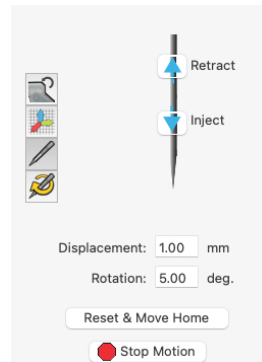 Retract
Inject
Displacement: 1.00 mm
Rotation: 5.00 deg.
Reset & Move Home
Stop Motion